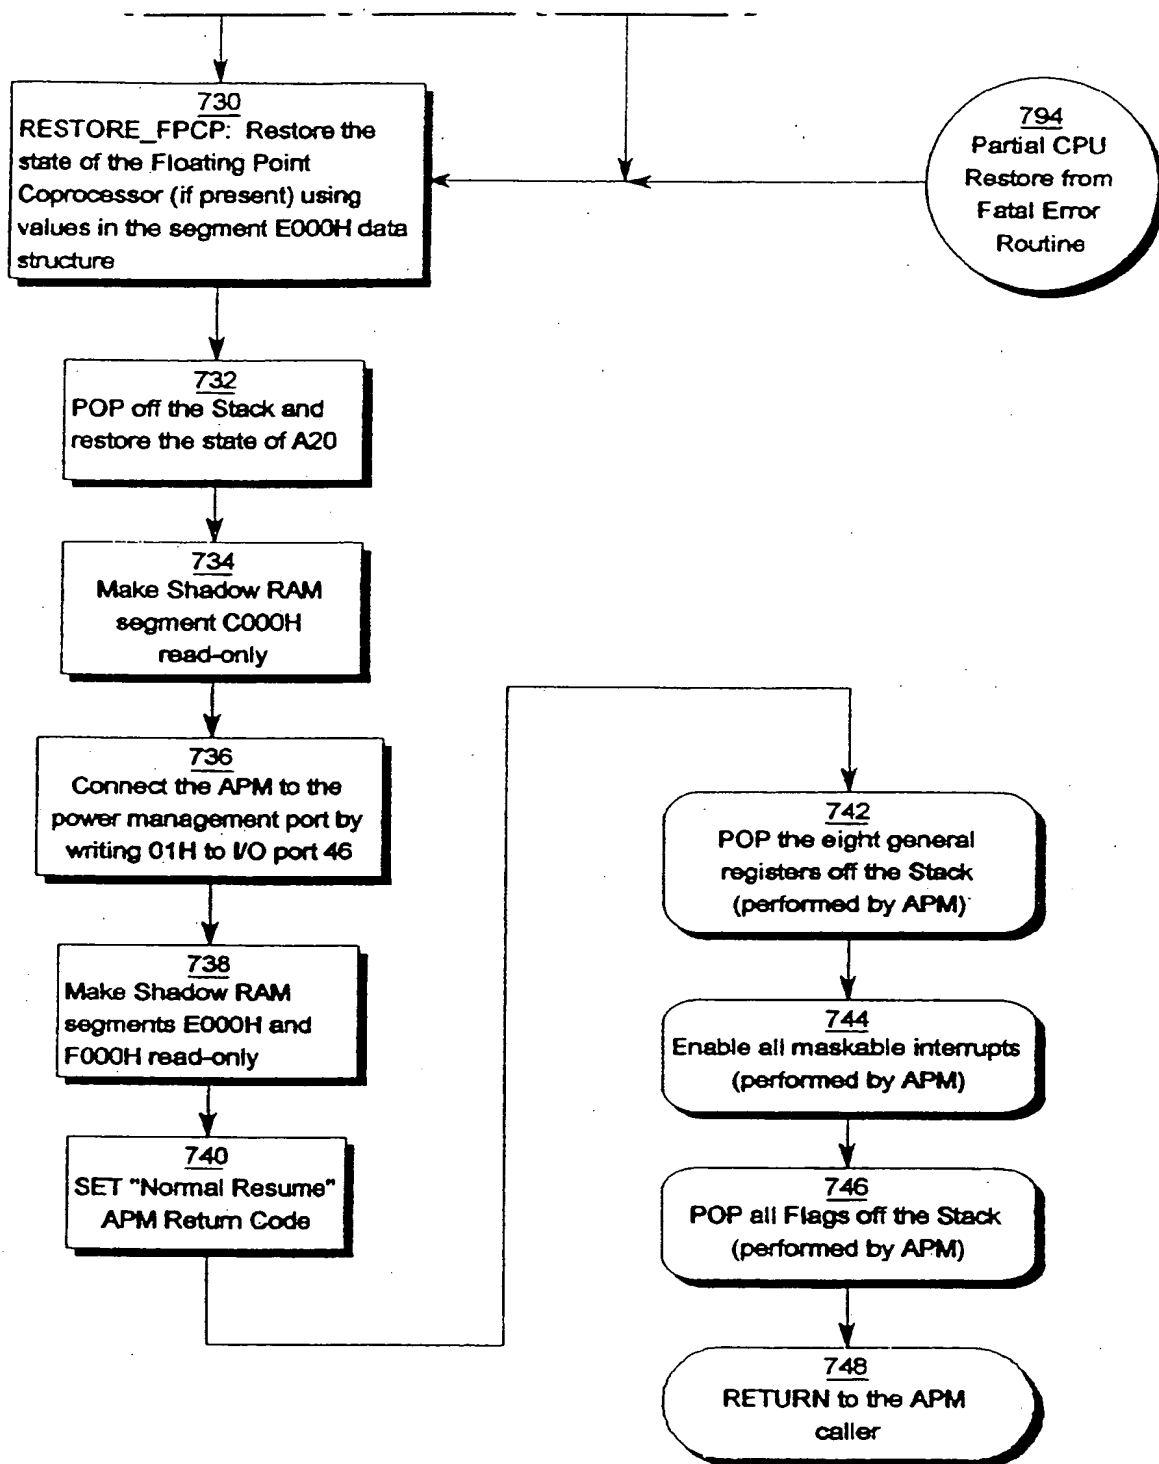 730
RESTORE_FPCP: Restore the
state of the Floating Point
Coprocessor (if present) using
values in the segment E000H data
structure
794
Partial CPU
Restore from
Fatal Error
Routine
732
POP off the Stack and
restore the state of A20
734
Make Shadow RAM
segment C000H
read-only
736
Connect the APM to the
power management port by
writing 01H to I/O port 46
738
Make Shadow RAM
segments E000H and
F000H read-only
740
SET "Normal Resume"
APM Return Code
742
POP the eight general
registers off the Stack
(performed by APM)
744
Enable all maskable interrupts
(performed by APM)
746
POP all Flags off the Stack
(performed by APM)
748
RETURN to the APM
caller